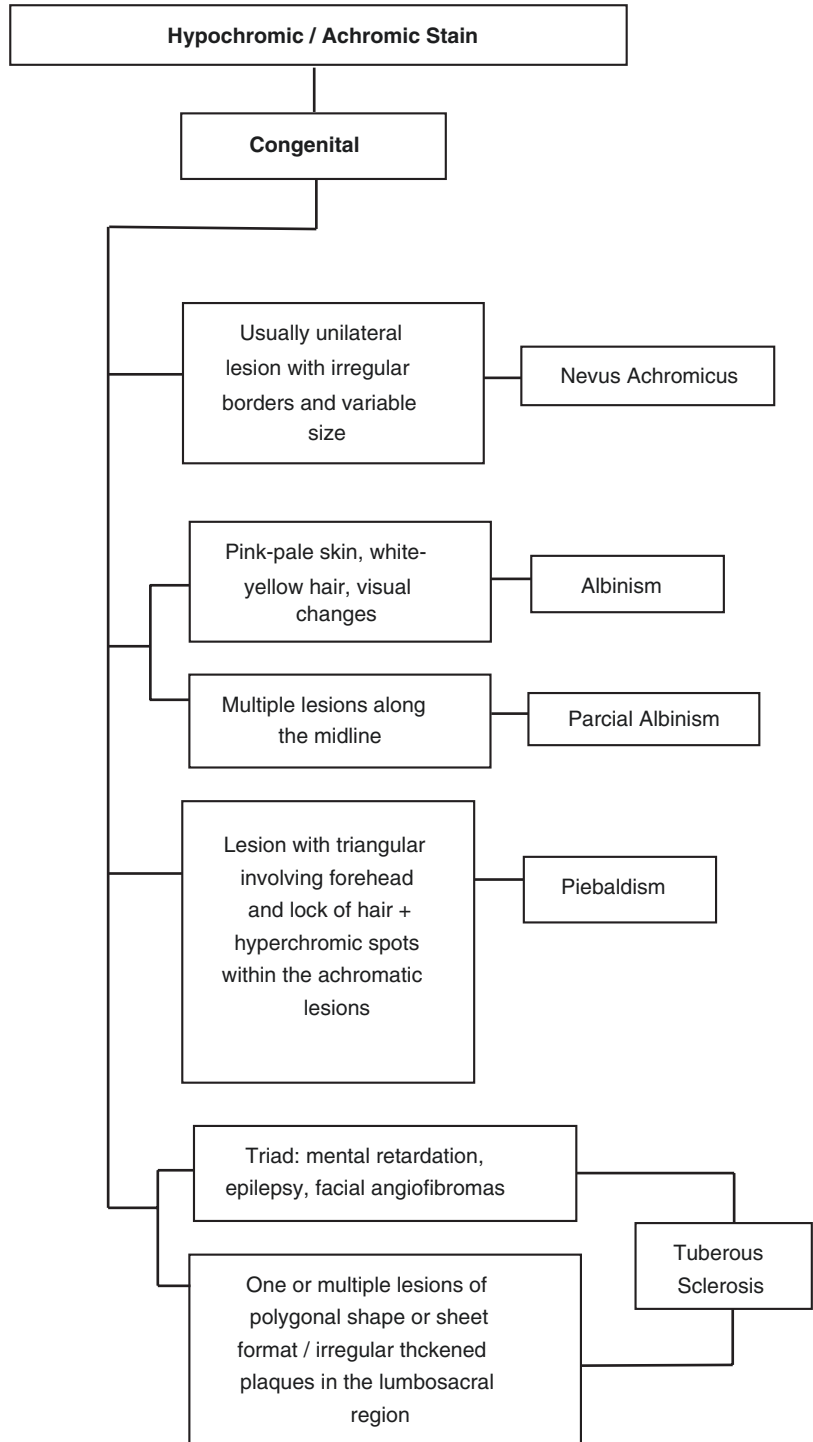 Hypochromic / Achromic Stain
Congenital
Usually unilateral
lesion with irregular
borders and variable
size
Nevus Achromicus
Pink-pale skin, white-
yellow hair, visual
changes
Albinism
Multiple lesions along
the midline
Parcial Albinism
Lesion with triangular
involving forehead
and lock of hair +
hyperchromic spots
within the achromatic
lesions
Piebaldism
Triad: mental retardation,
epilepsy, facial angiofibromas
Tuberous
Sclerosis
One or multiple lesions of
polygonal shape or sheet
format / irregular thckened
plaques in the lumbosacral
region